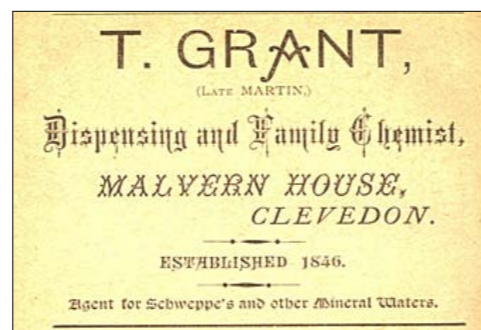 T. GRANT,
(LATE MARTIN,)
Dispensing and Family Chemist,
MALVERN HOUSE,
CLEVEDON.
ESTABLISHED 1846.
Agent for Schweppe's and other Mineral Waters.